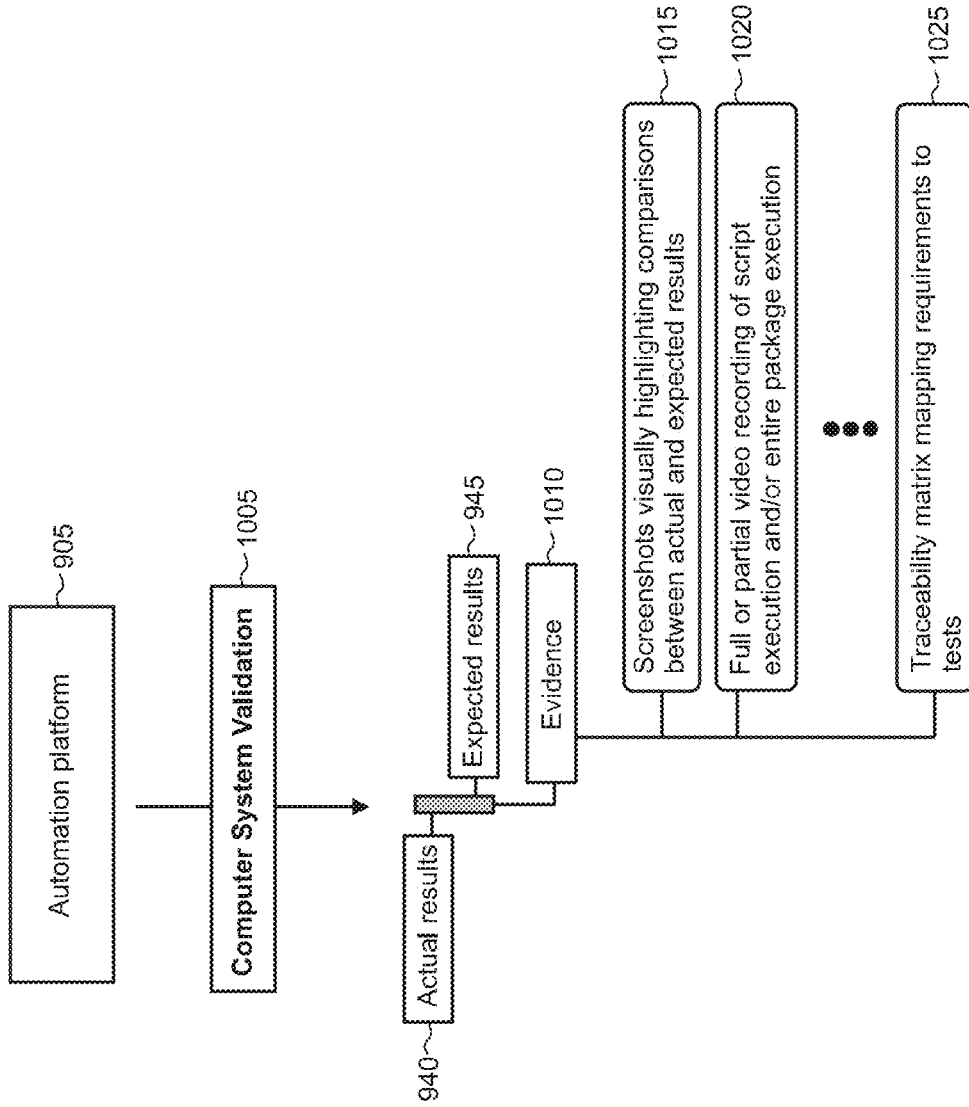 Automation platform
905
Computer System Validation
1005
Actual results
940
Expected results
945
Evidence
1010
Screenshots visually highlighting comparisons
between actual and expected results
1015
Full or partial video recording of script
execution and/or entire package execution
1020
Traceability matrix mapping requirements to
tests
1025